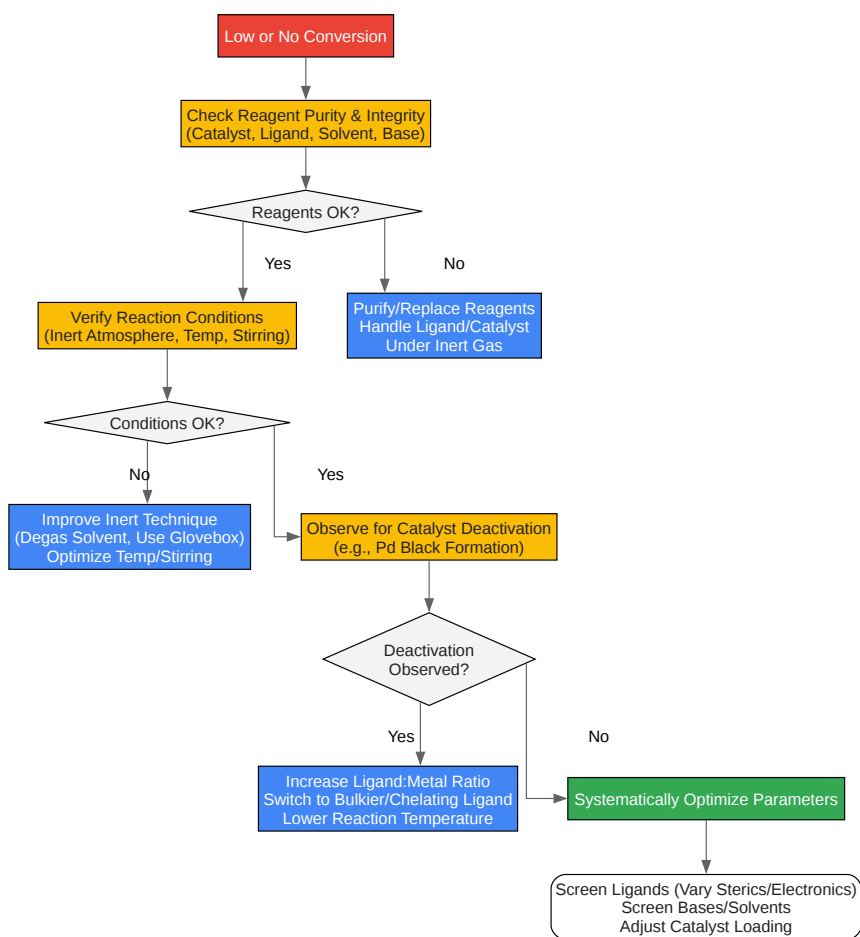 Low or No Conversion
Check Reagent Purity & Integrity
(Catalyst, Ligand, Solvent, Base)
Reagents OK?
Yes
No
Verify Reaction Conditions
(Inert Atmosphere, Temp, Stirring)
Purify/Replace Reagents
Handle Ligand/Catalyst
Under Inert Gas
Conditions OK?
No
Yes
Improve Inert Technique
(Degas Solvent, Use Glovebox)
Optimize Temp/Stirring
Observe for Catalyst Deactivation
(e.g., Pd Black Formation)
Deactivation
Observed?
Yes
No
Increase Ligand:Metal Ratio
Switch to Bulkier/Chelating Ligand
Lower Reaction Temperature
Systematically Optimize Parameters
Screen Ligands (Vary Sterics/Electronics)
Screen Bases/Solvents
Adjust Catalyst Loading